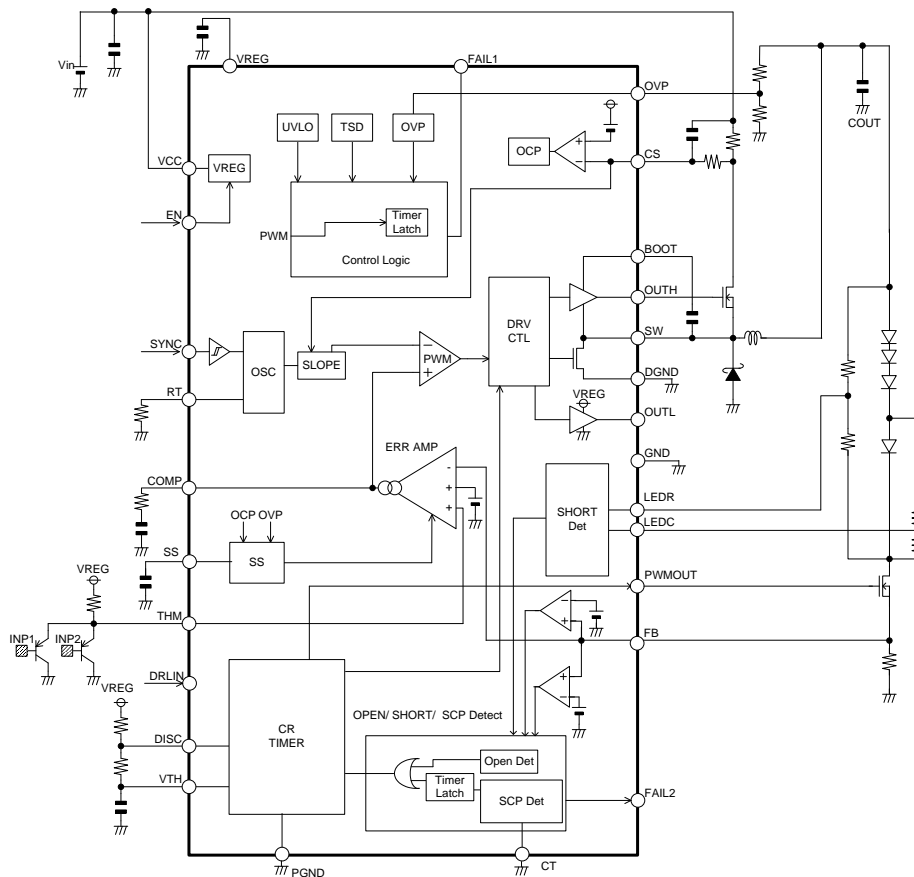 VREG
FAIL1
Vin
OVP
UVLO
TSD
OVP
COUT
OCP
+
−
CS
VCC
VREG
EN
PWM
Timer
Latch
Control Logic
BOOT
OUTH
DRV
CTL
SW
SYNC
OSC
SLOPE
−
PWM
+
DGND
RT
VREG
OUTL
ERR AMP
GND
COMP
-
+
+
SHORT
Det
LEDR
LEDC
OCP OVP
SS
SS
VREG
PWMOUT
THM
−
+
INP1
INP2
FB
DRLIN
+
−
VREG
OPEN/ SHORT/ SCP Detect
CR
TIMER
DISC
Open Det
Timer
Latch
VTH
SCP Det
FAIL2
PGND
CT